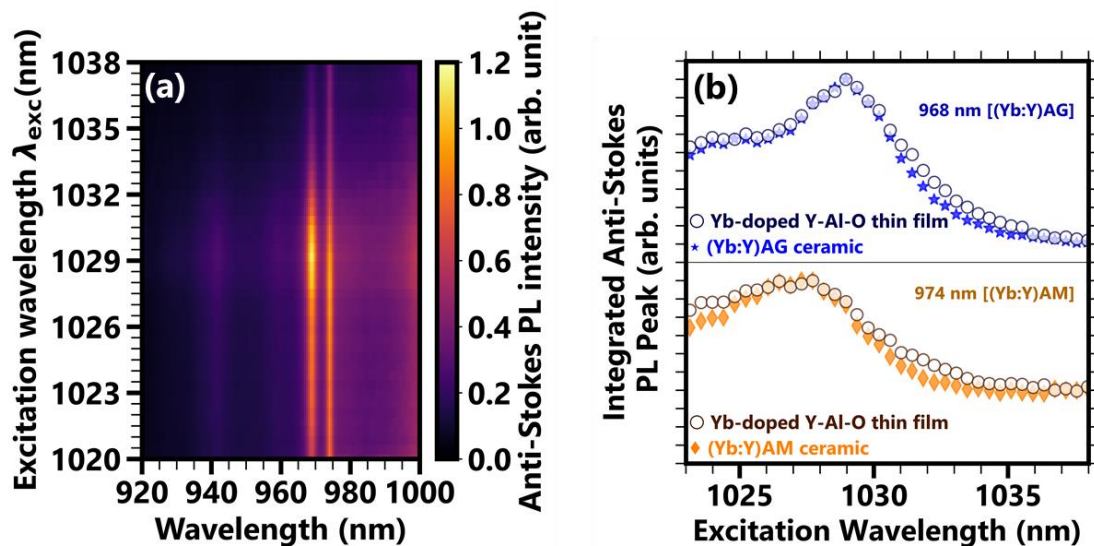 (a)
Excitation wavelength λexc(nm)
1038
1035
1032
1029
1026
1023
1020
920 940 960 980 1000
Wavelength (nm)
1.2
1.0
0.8
0.6
0.4
0.2
0.0
Anti-Stokes PL intensity (arb. unit)
(b)
Integrated Anti-Stokes
PL Peak (arb. units)
968 nm [(Yb:Y)AG]
Yb-doped Y-Al-O thin film
(Yb:Y)AG ceramic
974 nm [(Yb:Y)AM]
Yb-doped Y-Al-O thin film
(Yb:Y)AM ceramic
1025 1030 1035
Excitation Wavelength (nm)